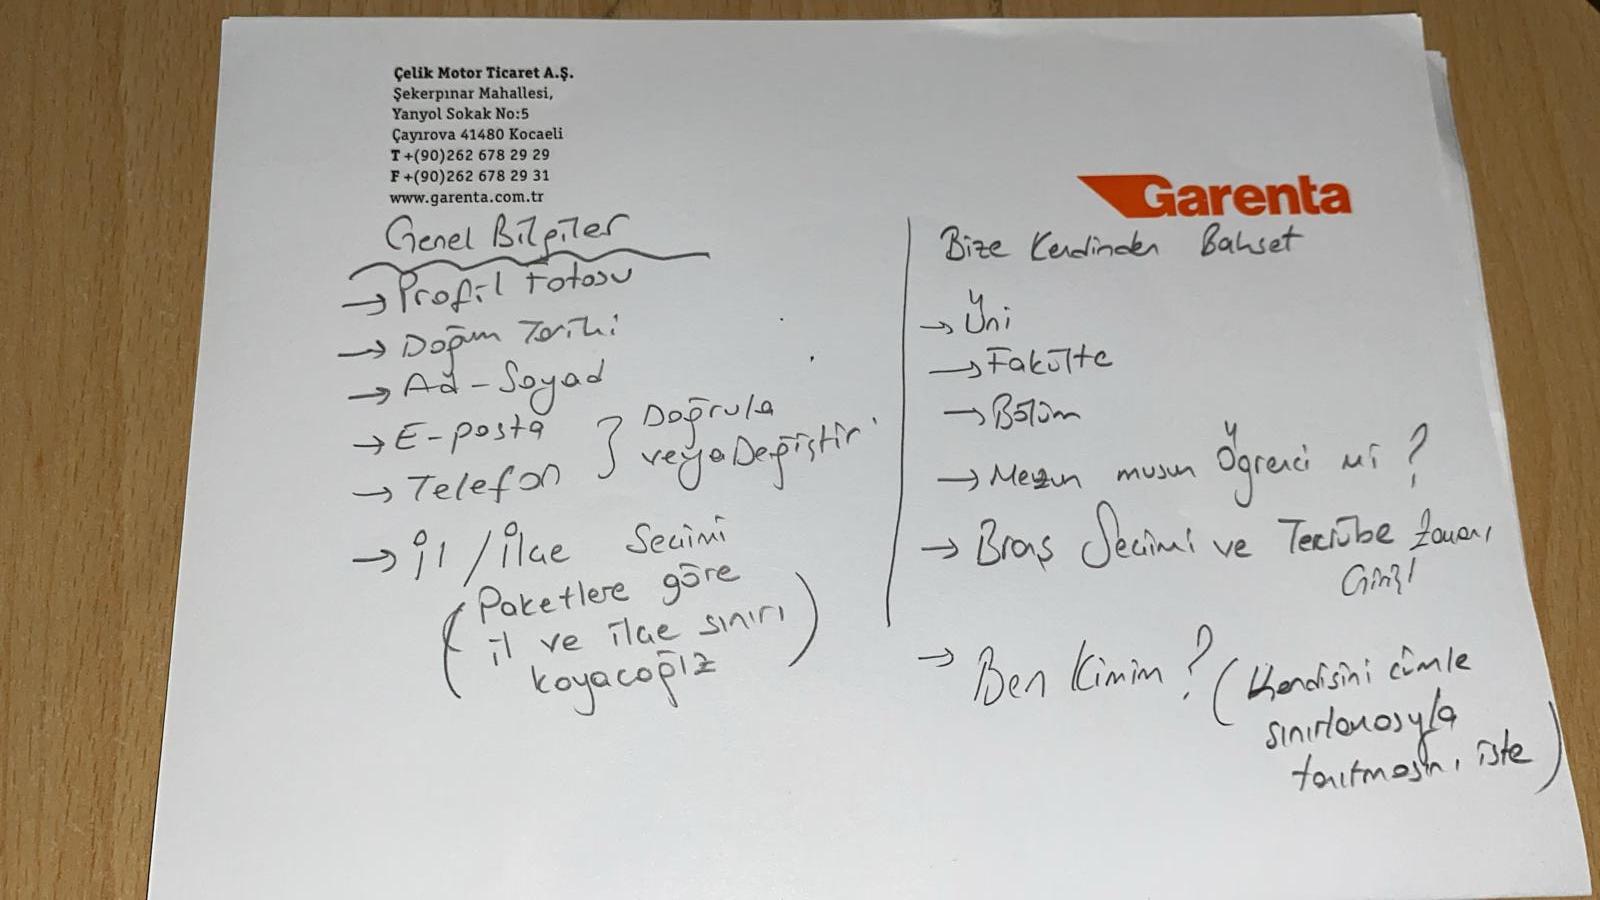 Çelik Motor Ticaret A.Ş.
Şekerpınar Mahallesi,
Yanyol Sokak No:5
Çayırova 41480 Kocaeli
T +(90)262 678 29 29
F +(90)262 678 29 31
www.garenta.com.tr
Garenta
Genel Bilgiler
→ Profil Fotosu
→ Doğum Tarihi
→ Ad - Soyad
→ E-posta
→ Telefon
} Doğrula
veya Değiştir
→ İl / İlçe Seçimi
(Paketlere göre
il ve ilçe sınırı
koyacağız)
Bize Kendinden Bahset
→ Üni
→ Fakülte
→ Bölüm
→ Mezun musun Öğrenci mi ?
→ Branş Seçimi ve Tecrübe Zamanı
Girişi
→ Ben Kimim ? (Kendisini cümle
sınırlamasıyla
tanıtmasını iste)